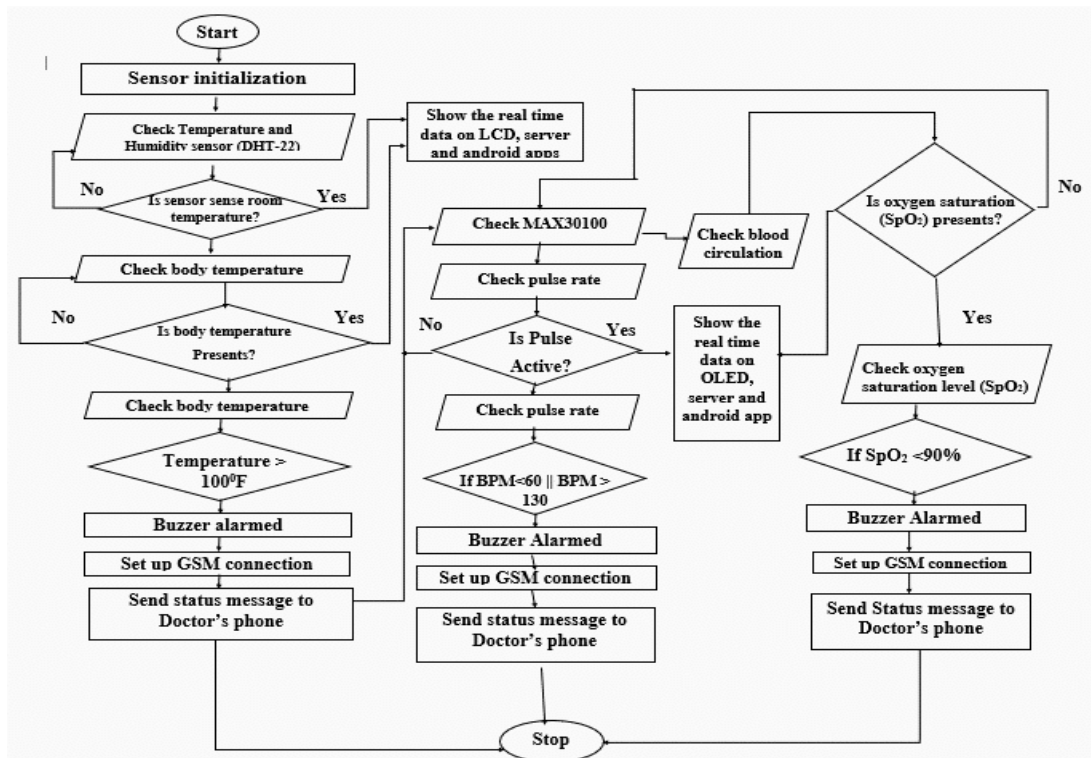 Start
Sensor initialization
Check Temperature and
Humidity sensor (DHT-22)
No
Yes
Is sensor sense room
temperature?
Check body temperature
No
Yes
Is body temperature
Presents?
Check body temperature
Temperature >
100⁰F
Buzzer alarmed
Set up GSM connection
Send status message to
Doctor's phone
Show the real time
data on LCD, server
and android apps
Check MAX30100
Check pulse rate
No
Yes
Is Pulse
Active?
Check pulse rate
If BPM<60 || BPM >
130
Buzzer Alarmed
Set up GSM connection
Send status message to
Doctor's phone
Check blood
circulation
Show the
real time
data on
OLED,
server and
android app
Is oxygen saturation
(SpO₂) presents?
No
Yes
Check oxygen
saturation level (SpO₂)
If SpO₂ <90%
Buzzer Alarmed
Set up GSM connection
Send Status message to
Doctor's phone
Stop